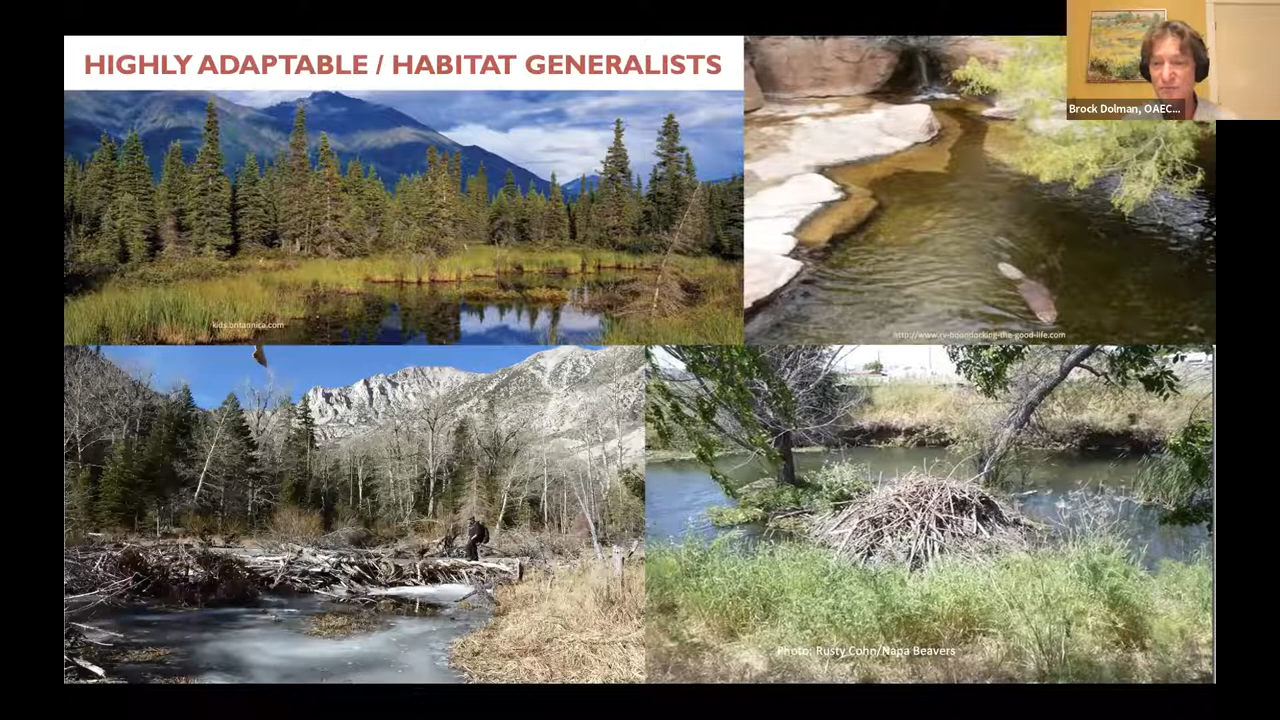 HIGHLY ADAPTABLE / HABITAT GENERALISTS
Brock Dolman, OAEC...
kids.britannica.com
http://www.rv-boondocking-the-good-life.com
Photo: Rusty Cohn/Napa Beavers